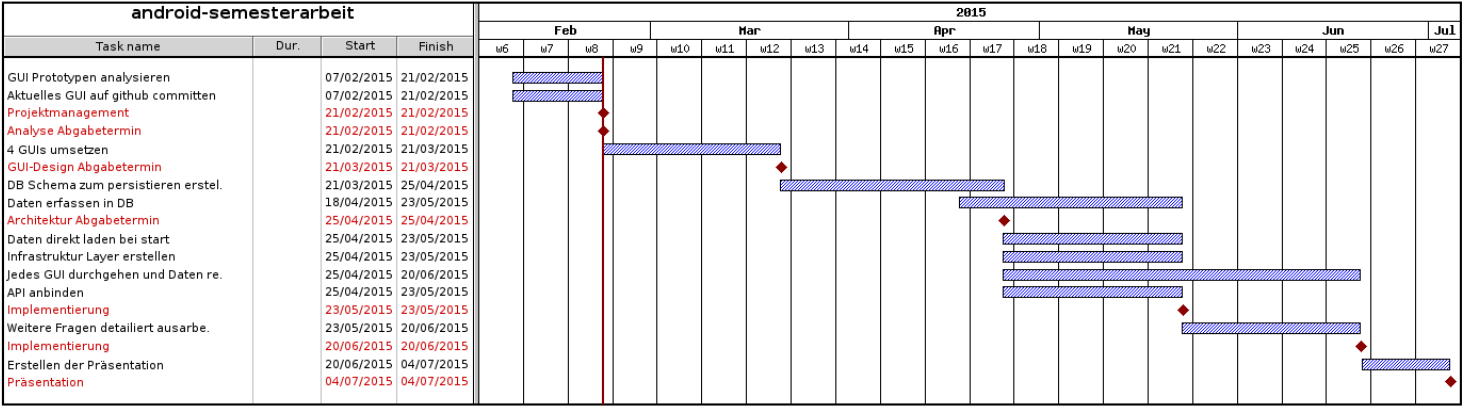 android-semesterarbeit
2015
Feb Mar Apr May Jun Jul
Task name Dur. Start Finish
w6 w7 w8 w9 w10 w11 w12 w13 w14 w15 w16 w17 w18 w19 w20 w21 w22 w23 w24 w25 w26 w27
GUI Prototypen analysieren 07/02/2015 21/02/2015
Aktuelles GUI auf github committen 07/02/2015 21/02/2015
Projektmanagement 21/02/2015 21/02/2015
Analyse Abgabetermin 21/02/2015 21/02/2015
4 GUIs umsetzen 21/02/2015 21/03/2015
GUI-Design Abgabetermin 21/03/2015 21/03/2015
DB Schema zum persistieren erstel. 21/03/2015 25/04/2015
Daten erfassen in DB 18/04/2015 23/05/2015
Architektur Abgabetermin 25/04/2015 25/04/2015
Daten direkt laden bei start 25/04/2015 23/05/2015
Infrastruktur Layer erstellen 25/04/2015 23/05/2015
Jedes GUI durchgehen und Daten re. 25/04/2015 20/06/2015
API anbinden 25/04/2015 23/05/2015
Implementierung 23/05/2015 23/05/2015
Weitere Fragen detailiert ausarbe. 23/05/2015 20/06/2015
Implementierung 20/06/2015 20/06/2015
Erstellen der Präsentation 20/06/2015 04/07/2015
Präsentation 04/07/2015 04/07/2015